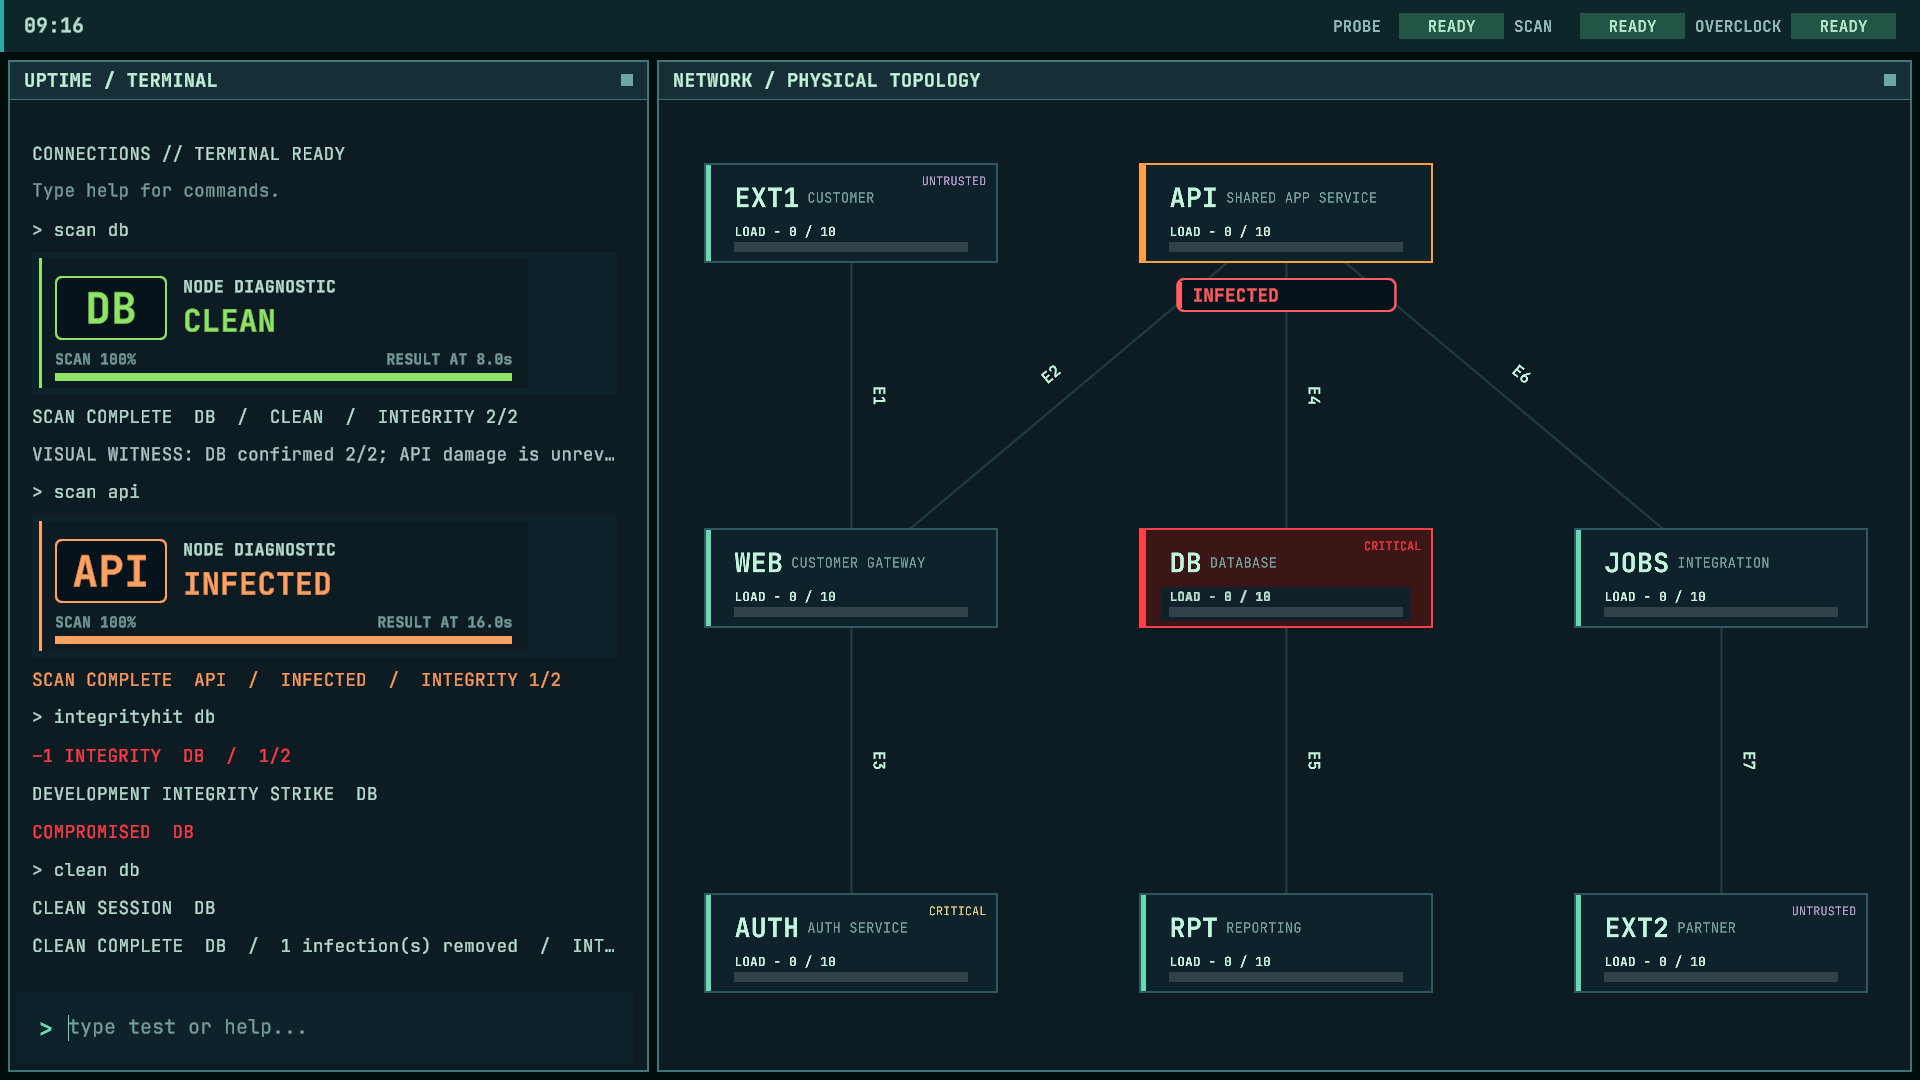 09:16
PROBE READY SCAN READY OVERCLOCK READY
UPTIME / TERMINAL
CONNECTIONS // TERMINAL READY
Type help for commands.
> scan db
DB
NODE DIAGNOSTIC
CLEAN
SCAN 100% RESULT AT 8.0s
SCAN COMPLETE DB / CLEAN / INTEGRITY 2/2
VISUAL WITNESS: DB confirmed 2/2; API damage is unrev…
> scan api
API
NODE DIAGNOSTIC
INFECTED
SCAN 100% RESULT AT 16.0s
SCAN COMPLETE API / INFECTED / INTEGRITY 1/2
> integrityhit db
−1 INTEGRITY DB / 1/2
DEVELOPMENT INTEGRITY STRIKE DB
COMPROMISED DB
> clean db
CLEAN SESSION DB
CLEAN COMPLETE DB / 1 infection(s) removed / INT…
> type test or help...
NETWORK / PHYSICAL TOPOLOGY
UNTRUSTED
EXT1 CUSTOMER
LOAD - 0 / 10
API SHARED APP SERVICE
LOAD - 0 / 10
INFECTED
E1
E2
E4
E6
WEB CUSTOMER GATEWAY
LOAD - 0 / 10
CRITICAL
DB DATABASE
LOAD - 0 / 10
JOBS INTEGRATION
LOAD - 0 / 10
E3
E5
E7
CRITICAL
AUTH AUTH SERVICE
LOAD - 0 / 10
RPT REPORTING
LOAD - 0 / 10
UNTRUSTED
EXT2 PARTNER
LOAD - 0 / 10